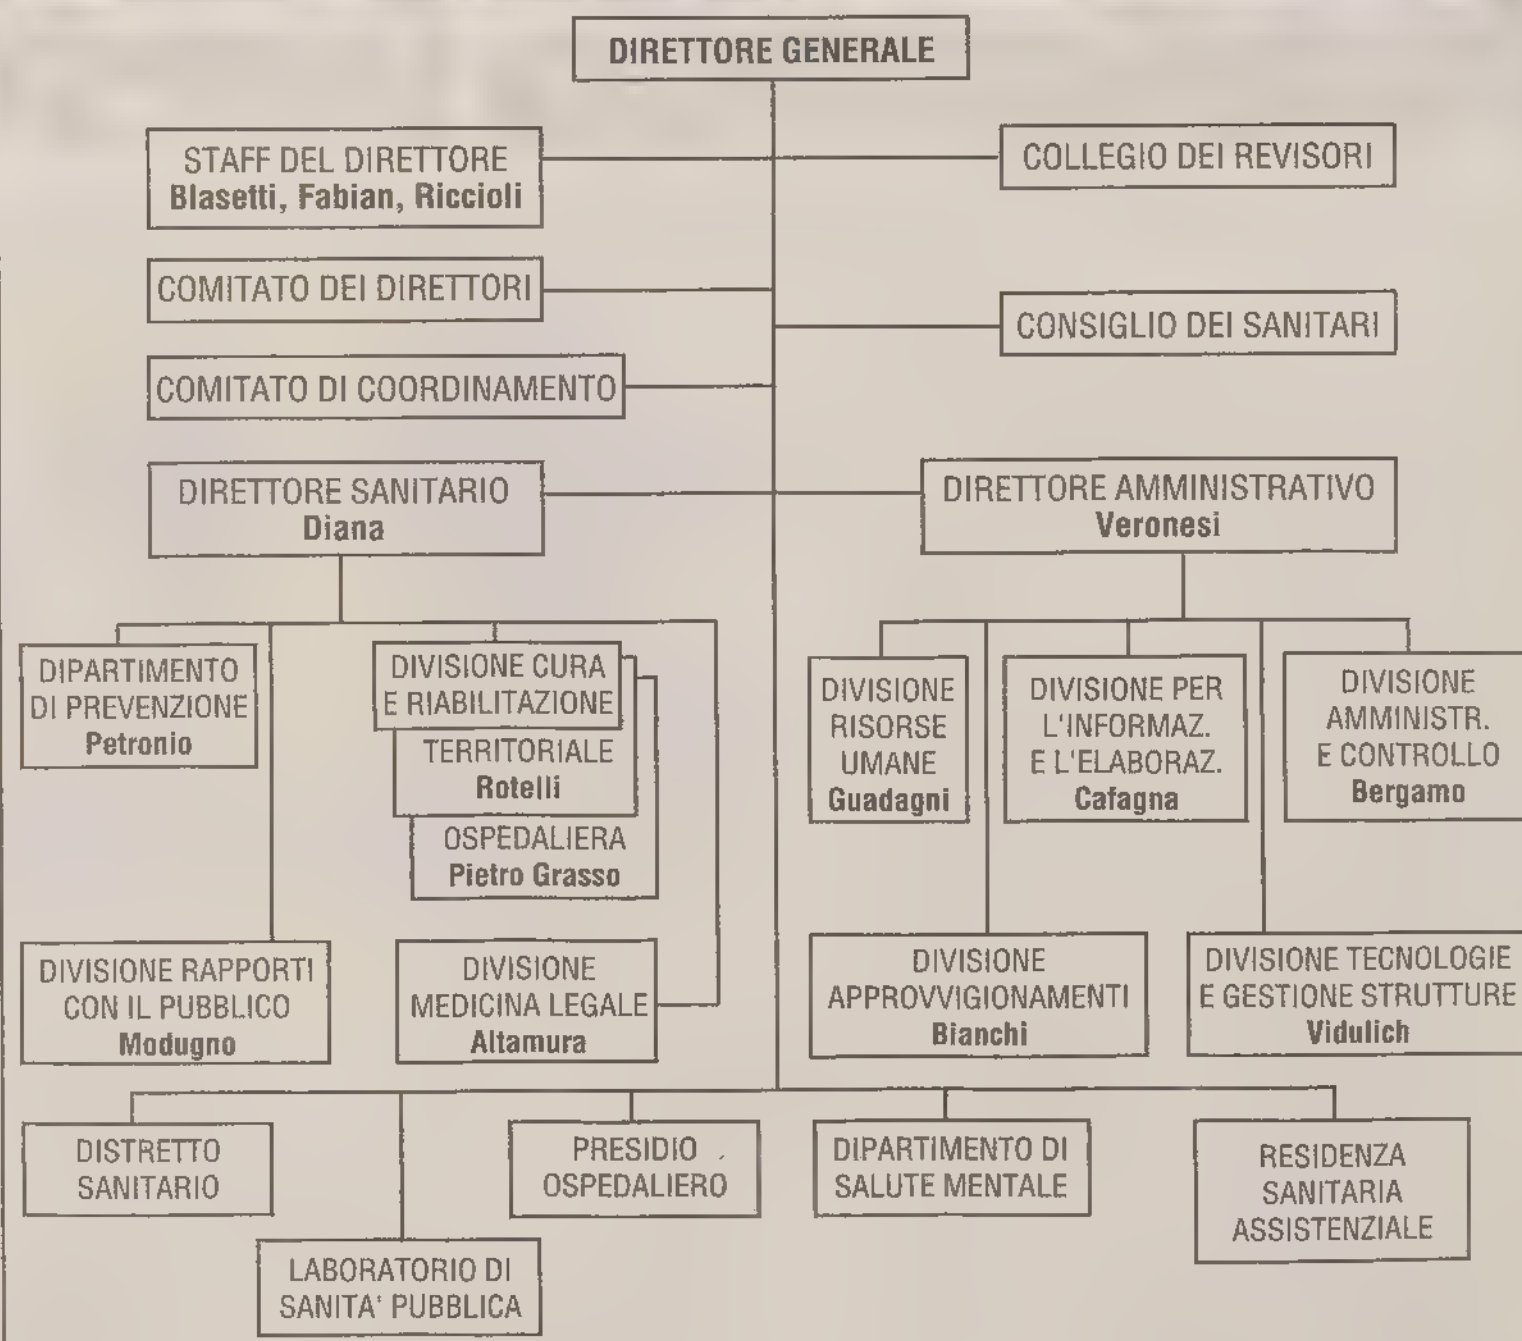 DIRETTORE GENERALE
STAFF DEL DIRETTORE
Blasetti, Fabian, Riccioli
COLLEGIO DEI REVISORI
COMITATO DEI DIRETTORI
CONSIGLIO DEI SANITARI
COMITATO DI COORDINAMENTO
DIRETTORE SANITARIO
Diana
DIRETTORE AMMINISTRATIVO
Veronesi
DIPARTIMENTO
DI PREVENZIONE
Petronio
DIVISIONE CURA
E RIABILITAZIONE
TERRITORIALE
Rotelli
OSPEDALIERA
Pietro Grasso
DIVISIONE
RISORSE
UMANE
Guadagni
DIVISIONE PER
L'INFORMAZ.
E L'ELABORAZ.
Cafagna
DIVISIONE
AMMINISTR.
E CONTROLLO
Bergamo
DIVISIONE RAPPORTI
CON IL PUBBLICO
Modugno
DIVISIONE
MEDICINA LEGALE
Altamura
DIVISIONE
APPROVVIGIONAMENTI
Bianchi
DIVISIONE TECNOLOGIE
E GESTIONE STRUTTURE
Vidulich
DISTRETTO
SANITARIO
LABORATORIO DI
SANITA' PUBBLICA
PRESIDIO
OSPEDALIERO
DIPARTIMENTO DI
SALUTE MENTALE
RESIDENZA
SANITARIA
ASSISTENZIALE